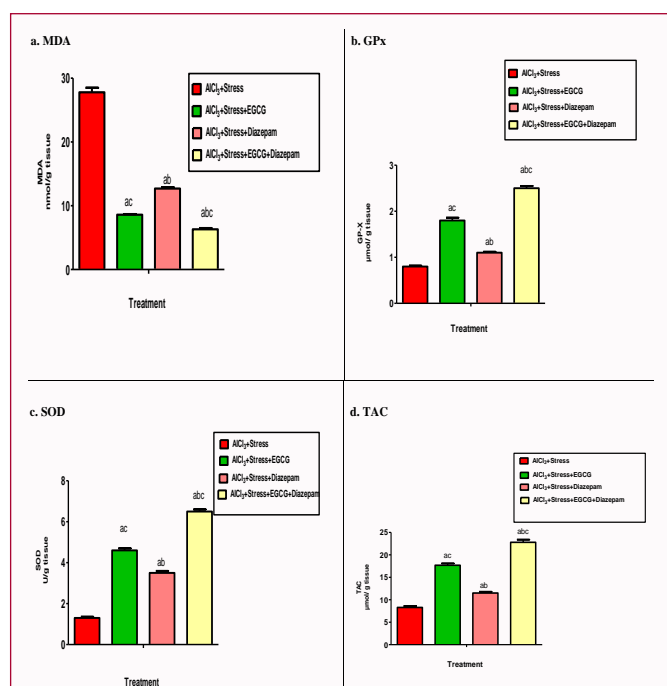 a. MDA
30
20
10
0
MDA
nmol/g tissue
AlCl₃+Stress
AlCl₃+Stress+EGCG
AlCl₃+Stress+Diazepam
AlCl₃+Stress+EGCG+Diazepam
ac
ab
abc
Treatment
b. GPx
AlCl₃+Stress
AlCl₃+Stress+EGCG
AlCl₃+Stress+Diazepam
AlCl₃+Stress+EGCG+Diazepam
3
2
1
0
GP-X
µmol/ g tissue
ac
ab
abc
Treatment
c. SOD
AlCl₃+Stress
AlCl₃+Stress+EGCG
AlCl₃+Stress+Diazepam
AlCl₃+Stress+EGCG+Diazepam
8
6
4
2
0
SOD
U/g tissue
ac
ab
abc
Treatment
d. TAC
AlCl₃+Stress
AlCl₃+Stress+EGCG
AlCl₃+Stress+Diazepam
AlCl₃+Stress+EGCG+Diazepam
25
20
15
10
5
0
TAC
µmol/ g tissue
ac
ab
abc
Treatment